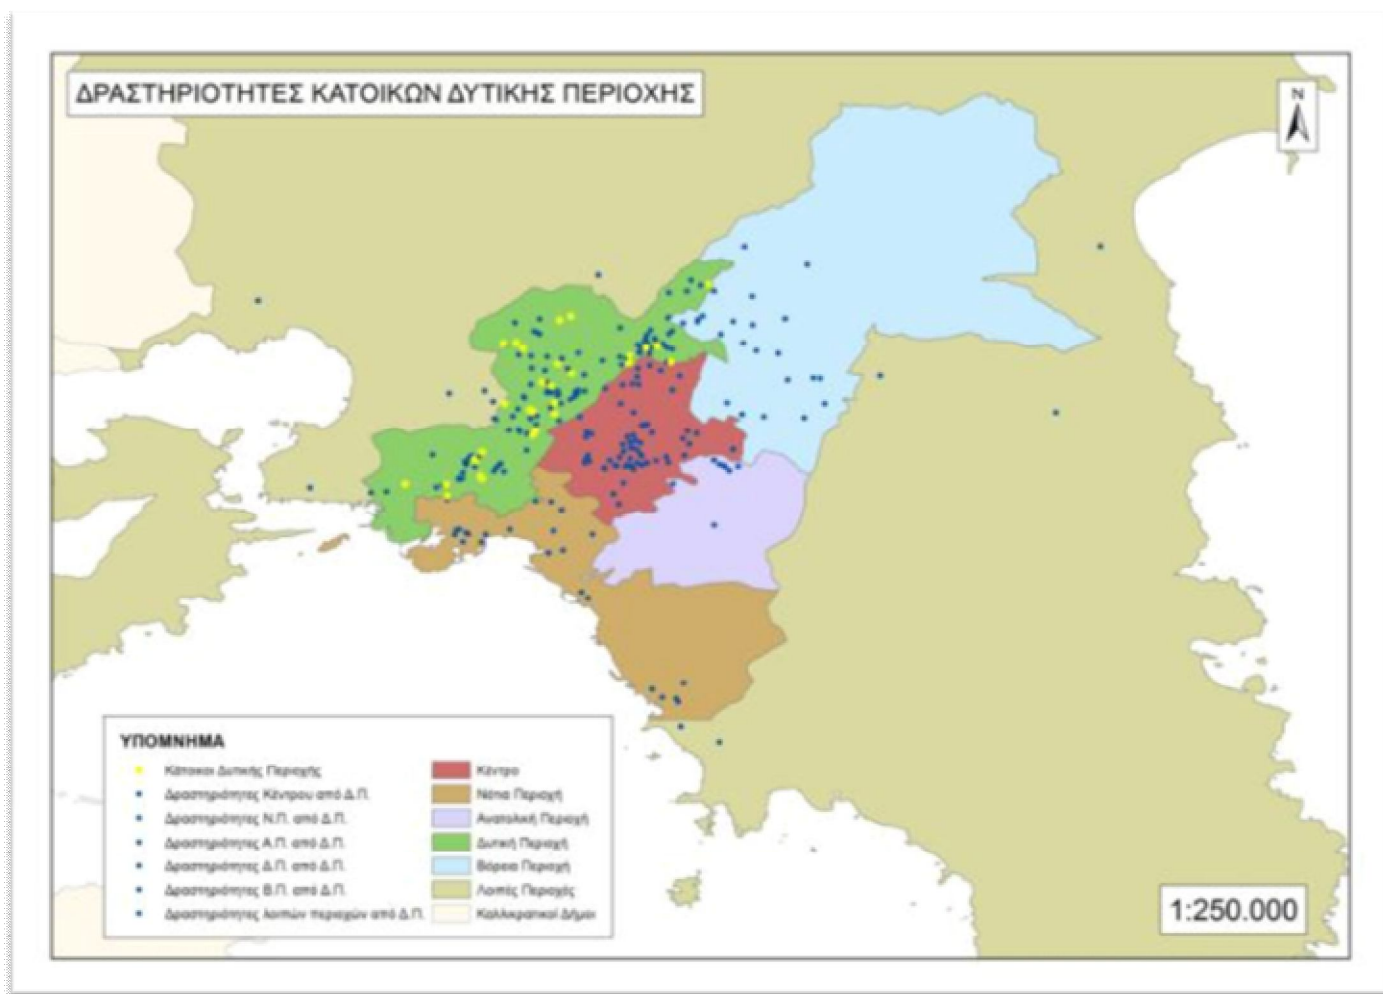 ΔΡΑΣΤΗΡΙΟΤΗΤΕΣ ΚΑΤΟΙΚΩΝ ΔΥΤΙΚΗΣ ΠΕΡΙΟΧΗΣ
N
ΥΠΟΜΝΗΜΑ
Κάτοικοι Δυτικής Περιοχής
Δραστηριότητες Κέντρου από Δ.Π.
Δραστηριότητες Ν.Π. από Δ.Π.
Δραστηριότητες Α.Π. από Δ.Π.
Δραστηριότητες Δ.Π. από Δ.Π.
Δραστηριότητες Β.Π. από Δ.Π.
Δραστηριότητες λοιπών περιοχών από Δ.Π.
Κέντρο
Νότια Περιοχή
Ανατολική Περιοχή
Δυτική Περιοχή
Βόρεια Περιοχή
Λοιπές Περιοχές
Καλλικρατικοί Δήμοι
1:250.000